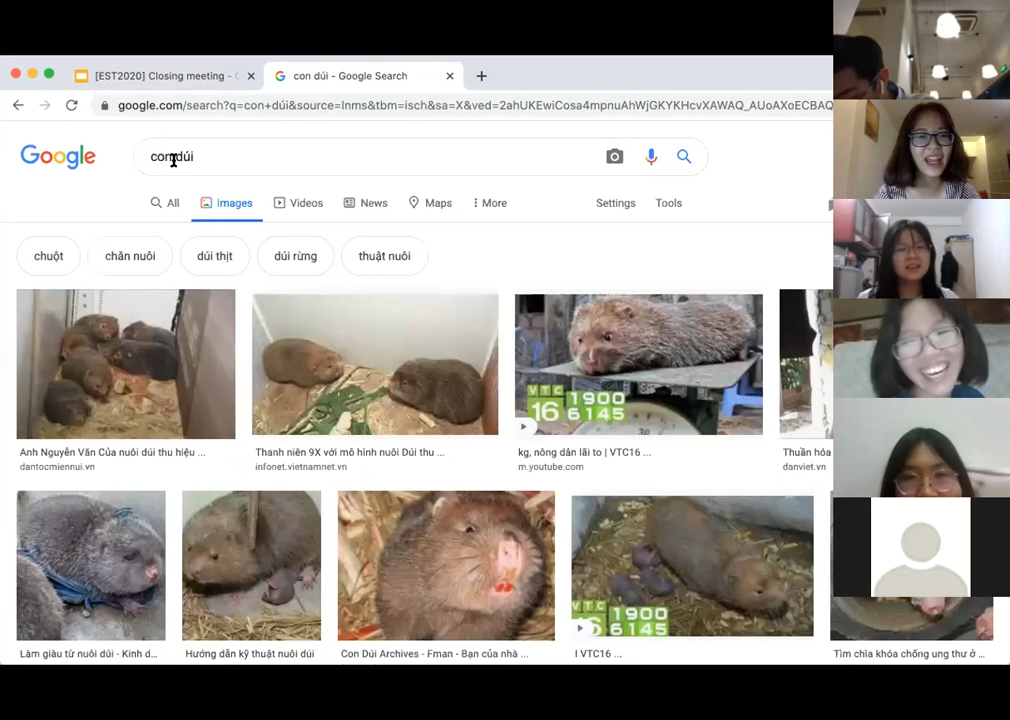 [EST2020] Closing meeting -
con dúi - Google Search
google.com/search?q=con+dúi&source=lnms&tbm=isch&sa=X&ved=2ahUKEwiCosa4mpnuAhWjGKYKHcvXAWAQ_AUoAXoECBAQ
Google
con dúi
All Images Videos News Maps More Settings Tools
chuột chăn nuôi dúi thịt dúi rừng thuật nuôi
VTC
16
1900
6145
30
Anh Nguyễn Văn Của nuôi dúi thu hiệu ...
dantocmiennui.vn
Thanh niên 9X với mô hình nuôi Dúi thu ...
infonet.vietnamnet.vn
kg, nông dân lãi to | VTC16 ...
m.youtube.com
Thuần hóa
danviet.vn
VTC
16
1900
6145
Làm giàu từ nuôi dúi - Kinh d...
Hướng dẫn kỹ thuật nuôi dúi
Con Dúi Archives - Fman - Bạn của nhà ...
I VTC16 ...
Tìm chìa khóa chống ung thư ở ...